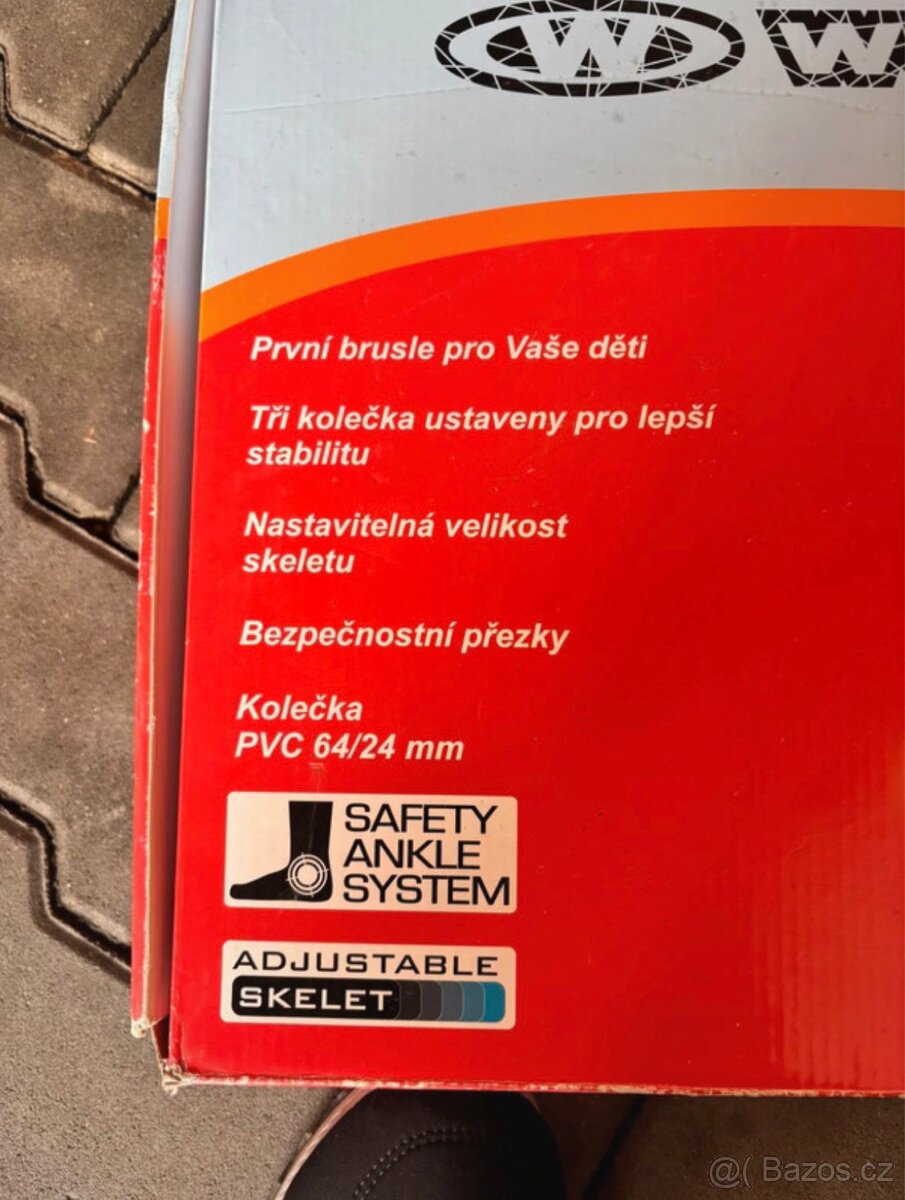 W W
První brusle pro Vaše děti
Tři kolečka ustaveny pro lepší
stabilitu
Nastavitelná velikost
skeletu
Bezpečnostní přezky
Kolečka
PVC 64/24 mm
SAFETY
ANKLE
SYSTEM
ADJUSTABLE
SKELET
@( Bazos.cz